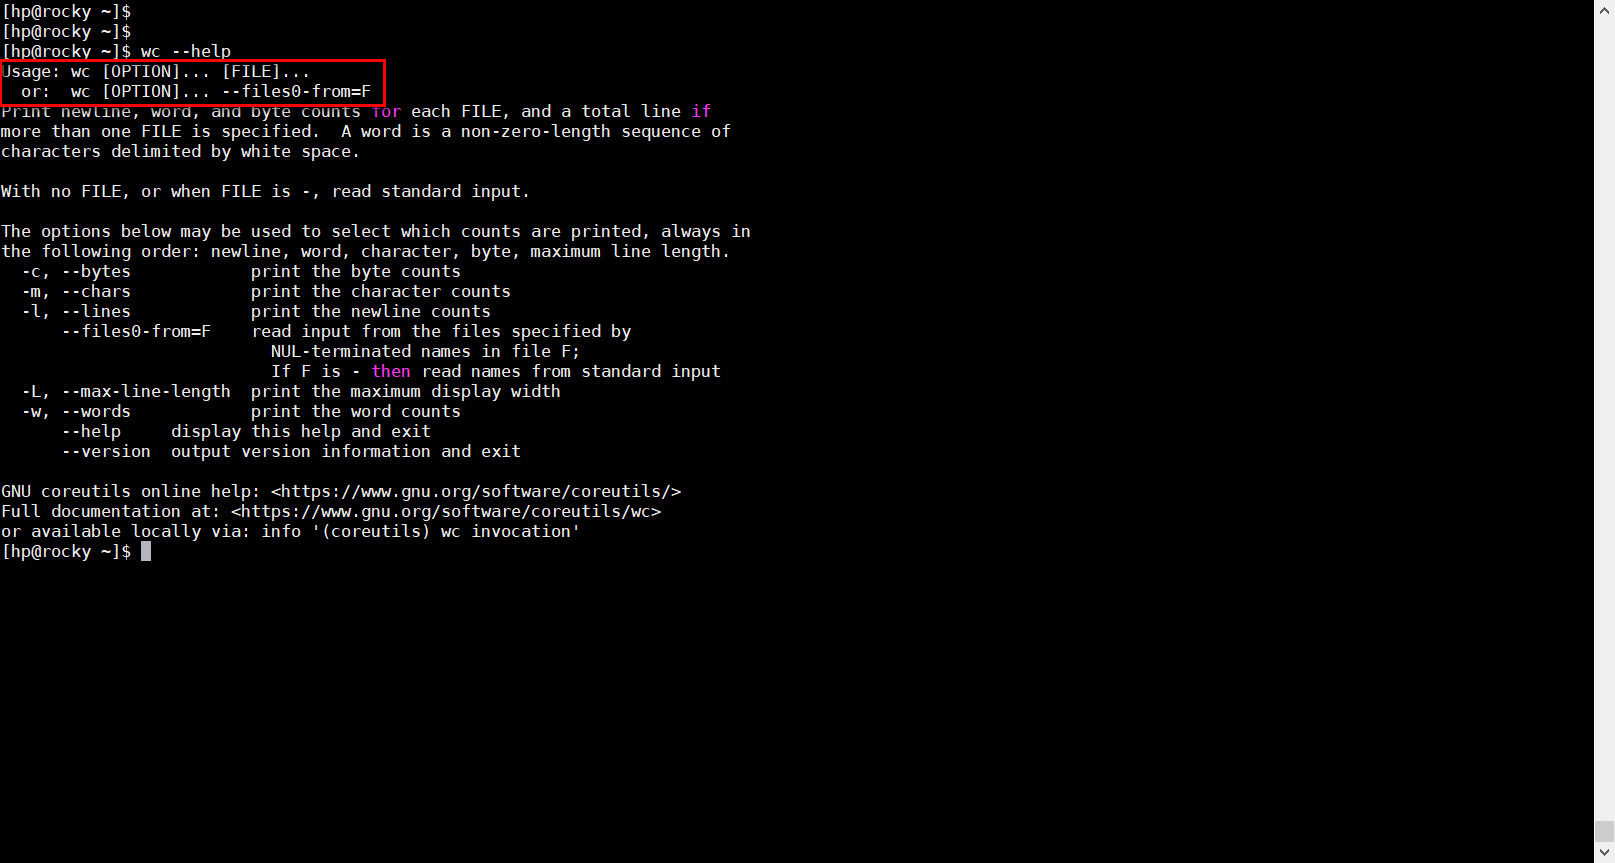 [hp@rocky ~]$
[hp@rocky ~]$
[hp@rocky ~]$ wc --help
Usage: wc [OPTION]... [FILE]...
  or:  wc [OPTION]... --files0-from=F
Print newline, word, and byte counts for each FILE, and a total line if
more than one FILE is specified.  A word is a non-zero-length sequence of
characters delimited by white space.

With no FILE, or when FILE is -, read standard input.

The options below may be used to select which counts are printed, always in
the following order: newline, word, character, byte, maximum line length.
  -c, --bytes            print the byte counts
  -m, --chars            print the character counts
  -l, --lines            print the newline counts
      --files0-from=F    read input from the files specified by
                           NUL-terminated names in file F;
                           If F is - then read names from standard input
  -L, --max-line-length  print the maximum display width
  -w, --words            print the word counts
      --help     display this help and exit
      --version  output version information and exit

GNU coreutils online help: <https://www.gnu.org/software/coreutils/>
Full documentation at: <https://www.gnu.org/software/coreutils/wc>
or available locally via: info '(coreutils) wc invocation'
[hp@rocky ~]$